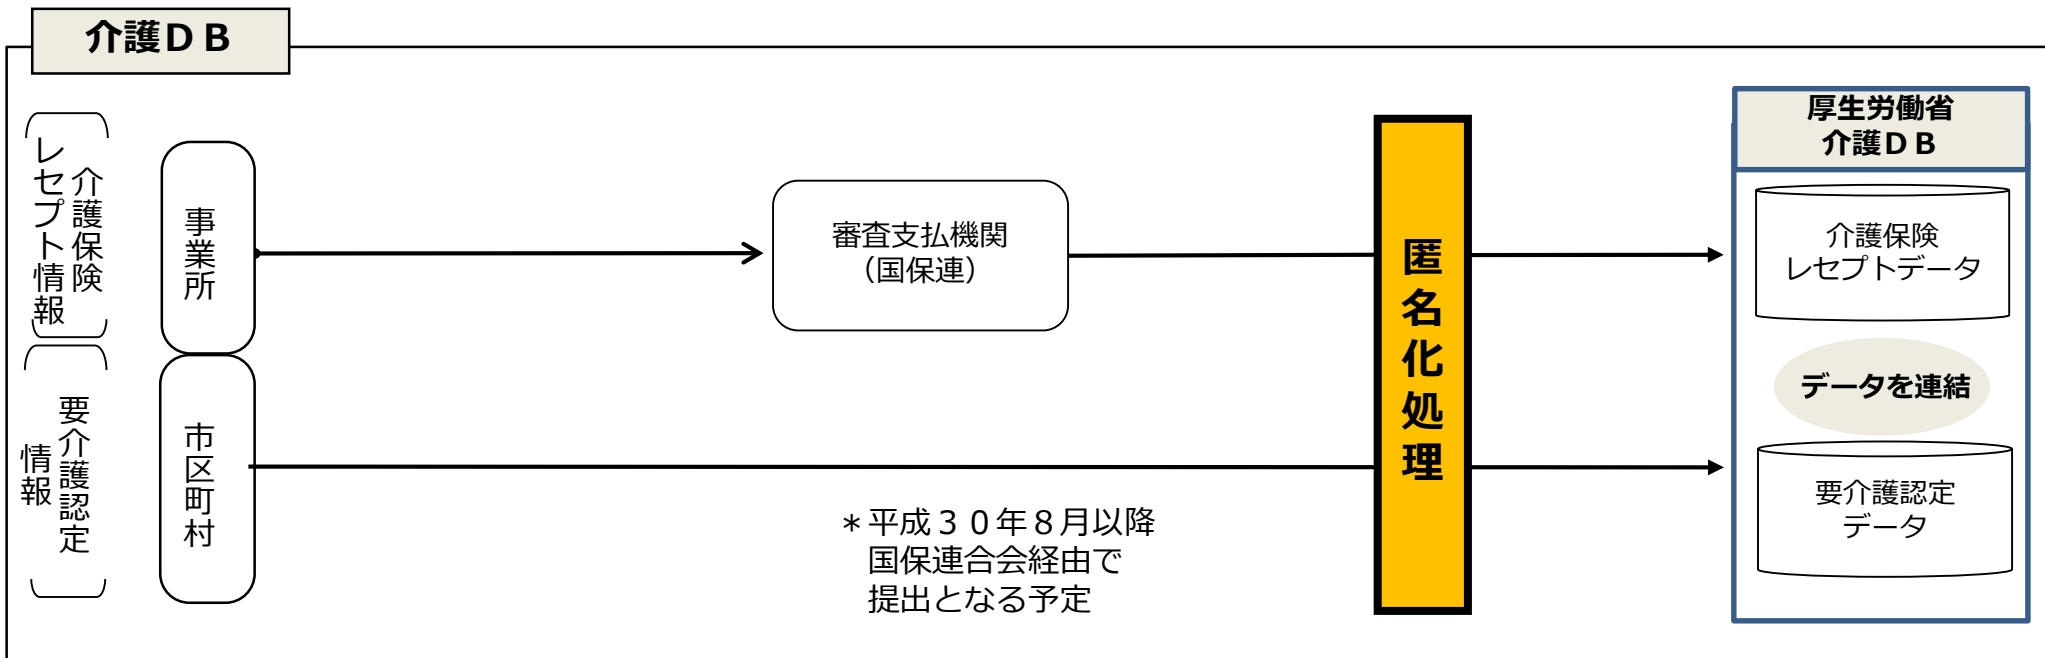 介護ＤＢ
介護保険
レセプト情報
事業所
審査支払機関
（国保連）
匿名化処理
厚生労働省
介護ＤＢ
介護保険
レセプトデータ
データを連結
要介護認定
情報
市区町村
＊平成３０年８月以降
国保連合会経由で
提出となる予定
要介護認定
データ